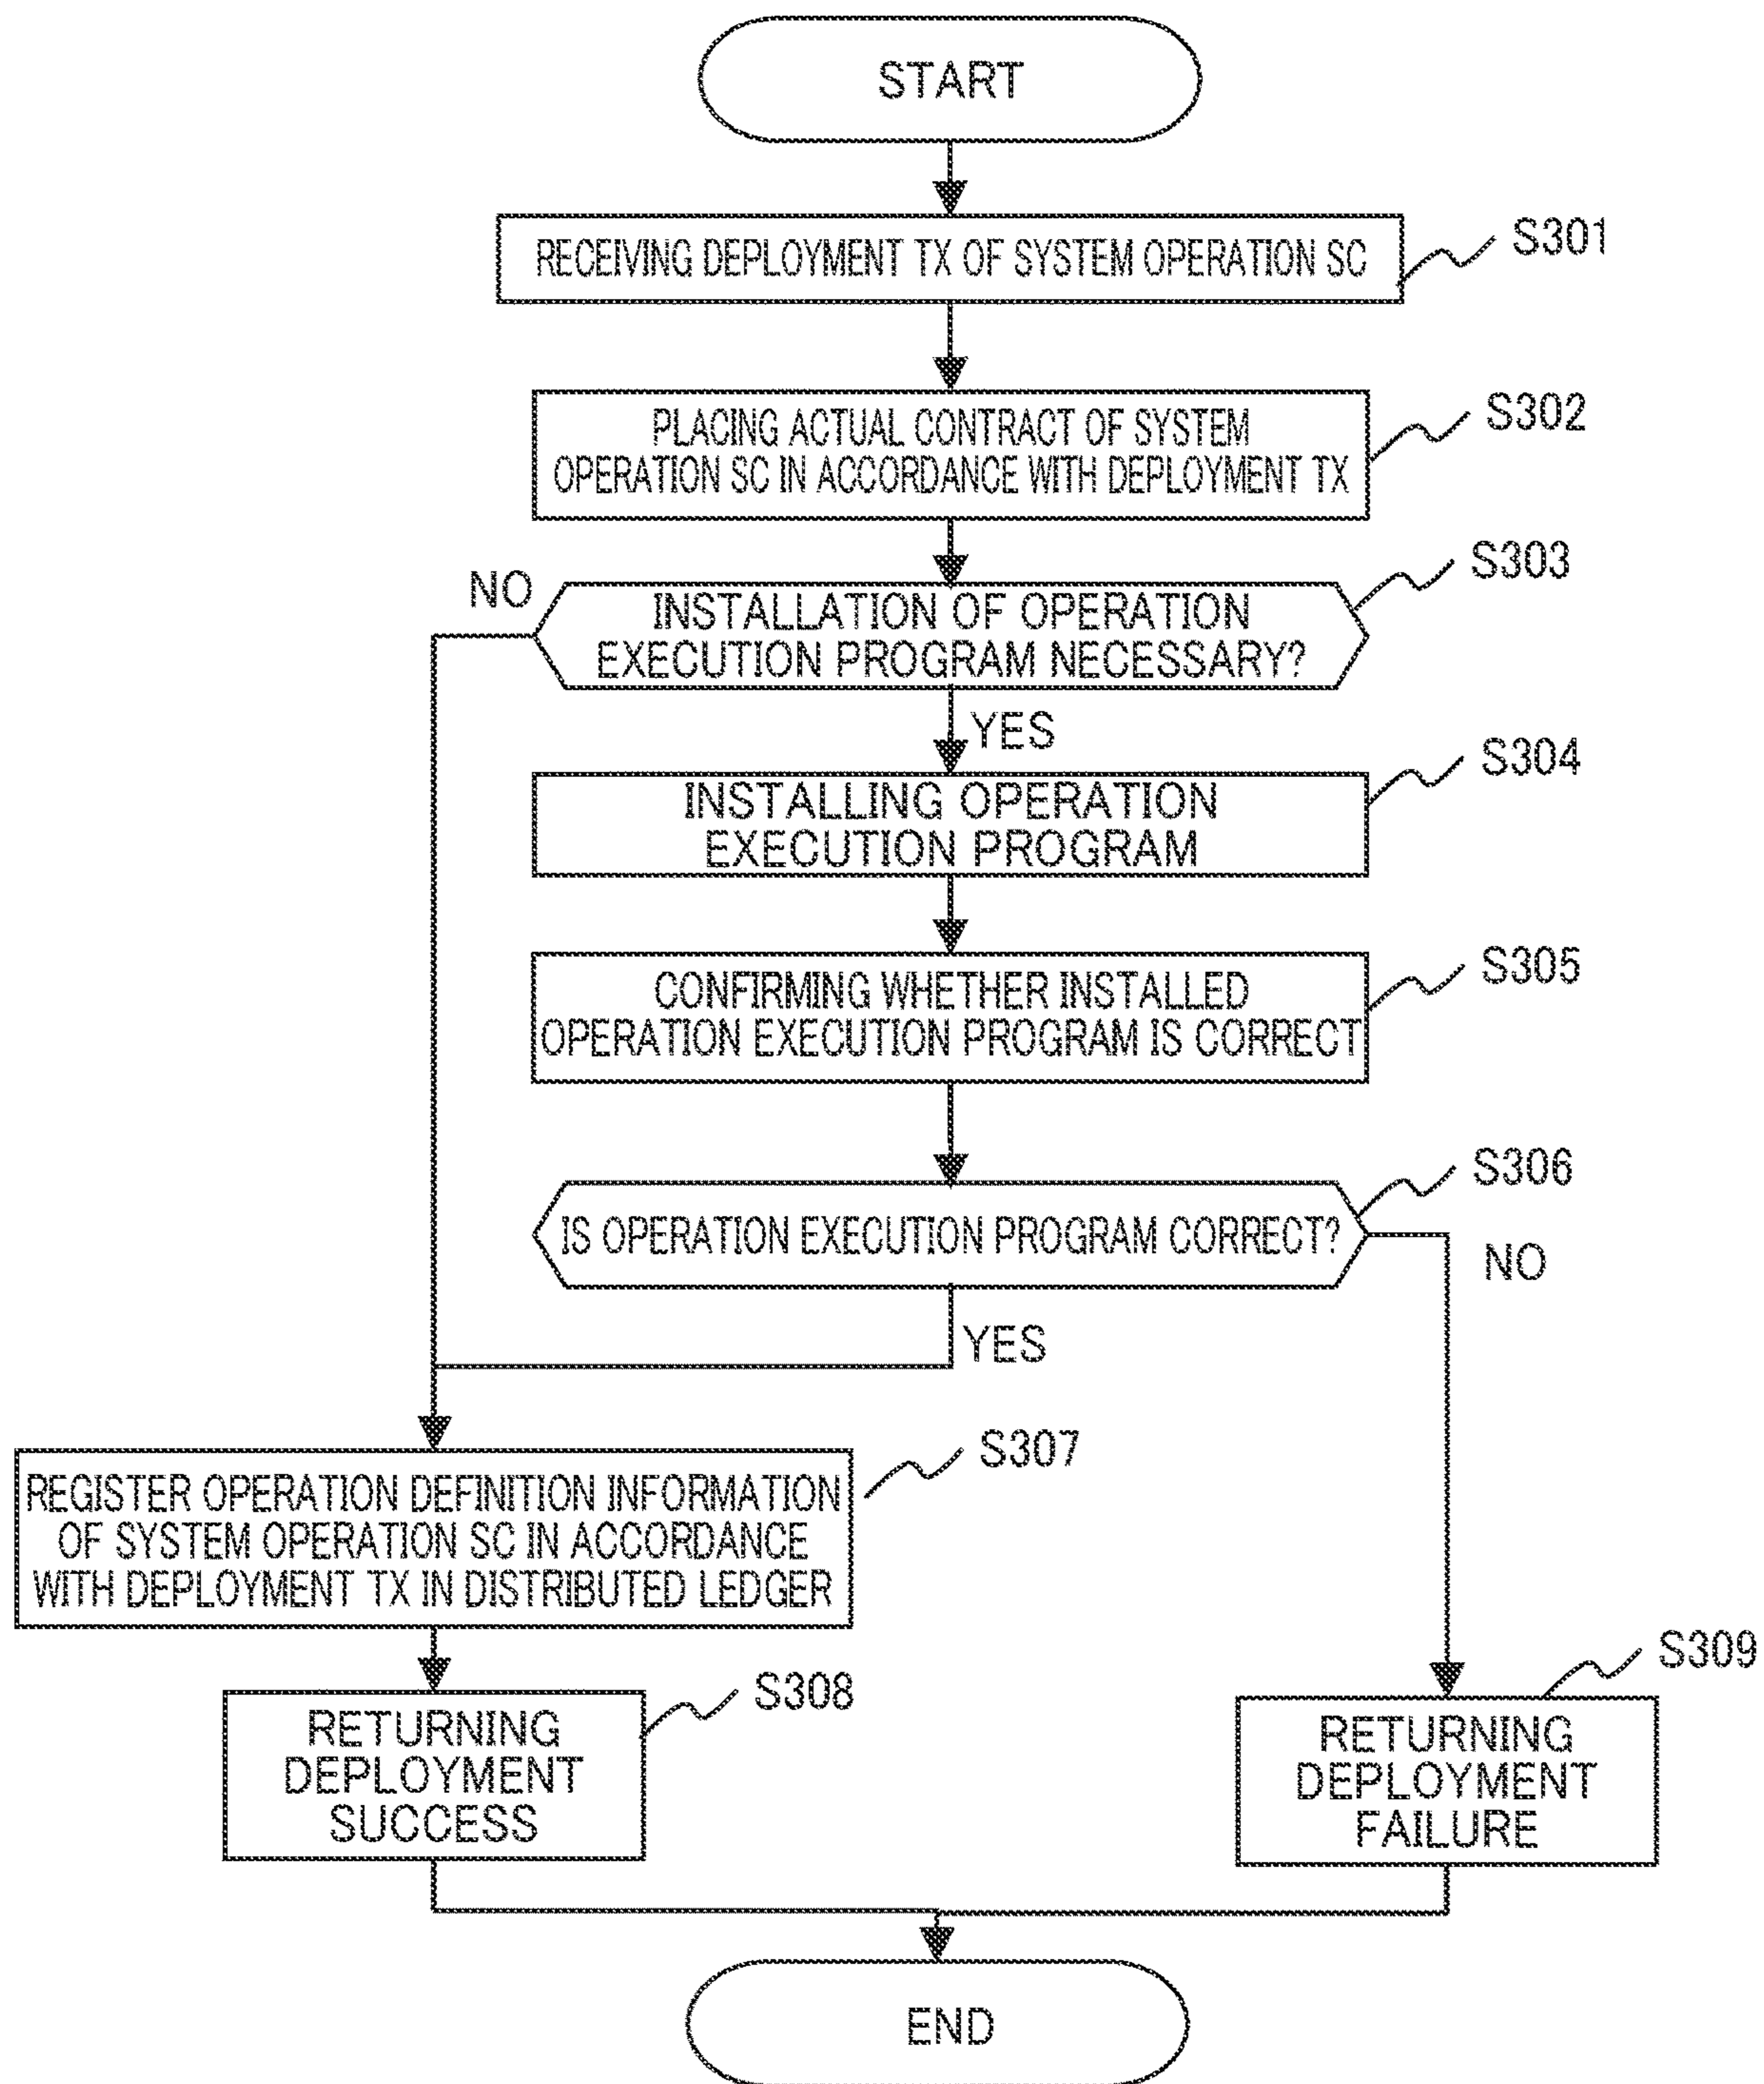 START
RECEIVING DEPLOYMENT TX OF SYSTEM OPERATION SC
S301
PLACING ACTUAL CONTRACT OF SYSTEM
OPERATION SC IN ACCORDANCE WITH DEPLOYMENT TX
S302
INSTALLATION OF OPERATION
EXECUTION PROGRAM NECESSARY?
S303
NO
YES
INSTALLING OPERATION
EXECUTION PROGRAM
S304
CONFIRMING WHETHER INSTALLED
OPERATION EXECUTION PROGRAM IS CORRECT
S305
IS OPERATION EXECUTION PROGRAM CORRECT?
S306
NO
YES
REGISTER OPERATION DEFINITION INFORMATION
OF SYSTEM OPERATION SC IN ACCORDANCE
WITH DEPLOYMENT TX IN DISTRIBUTED LEDGER
S307
RETURNING
DEPLOYMENT
SUCCESS
S308
RETURNING
DEPLOYMENT
FAILURE
S309
END